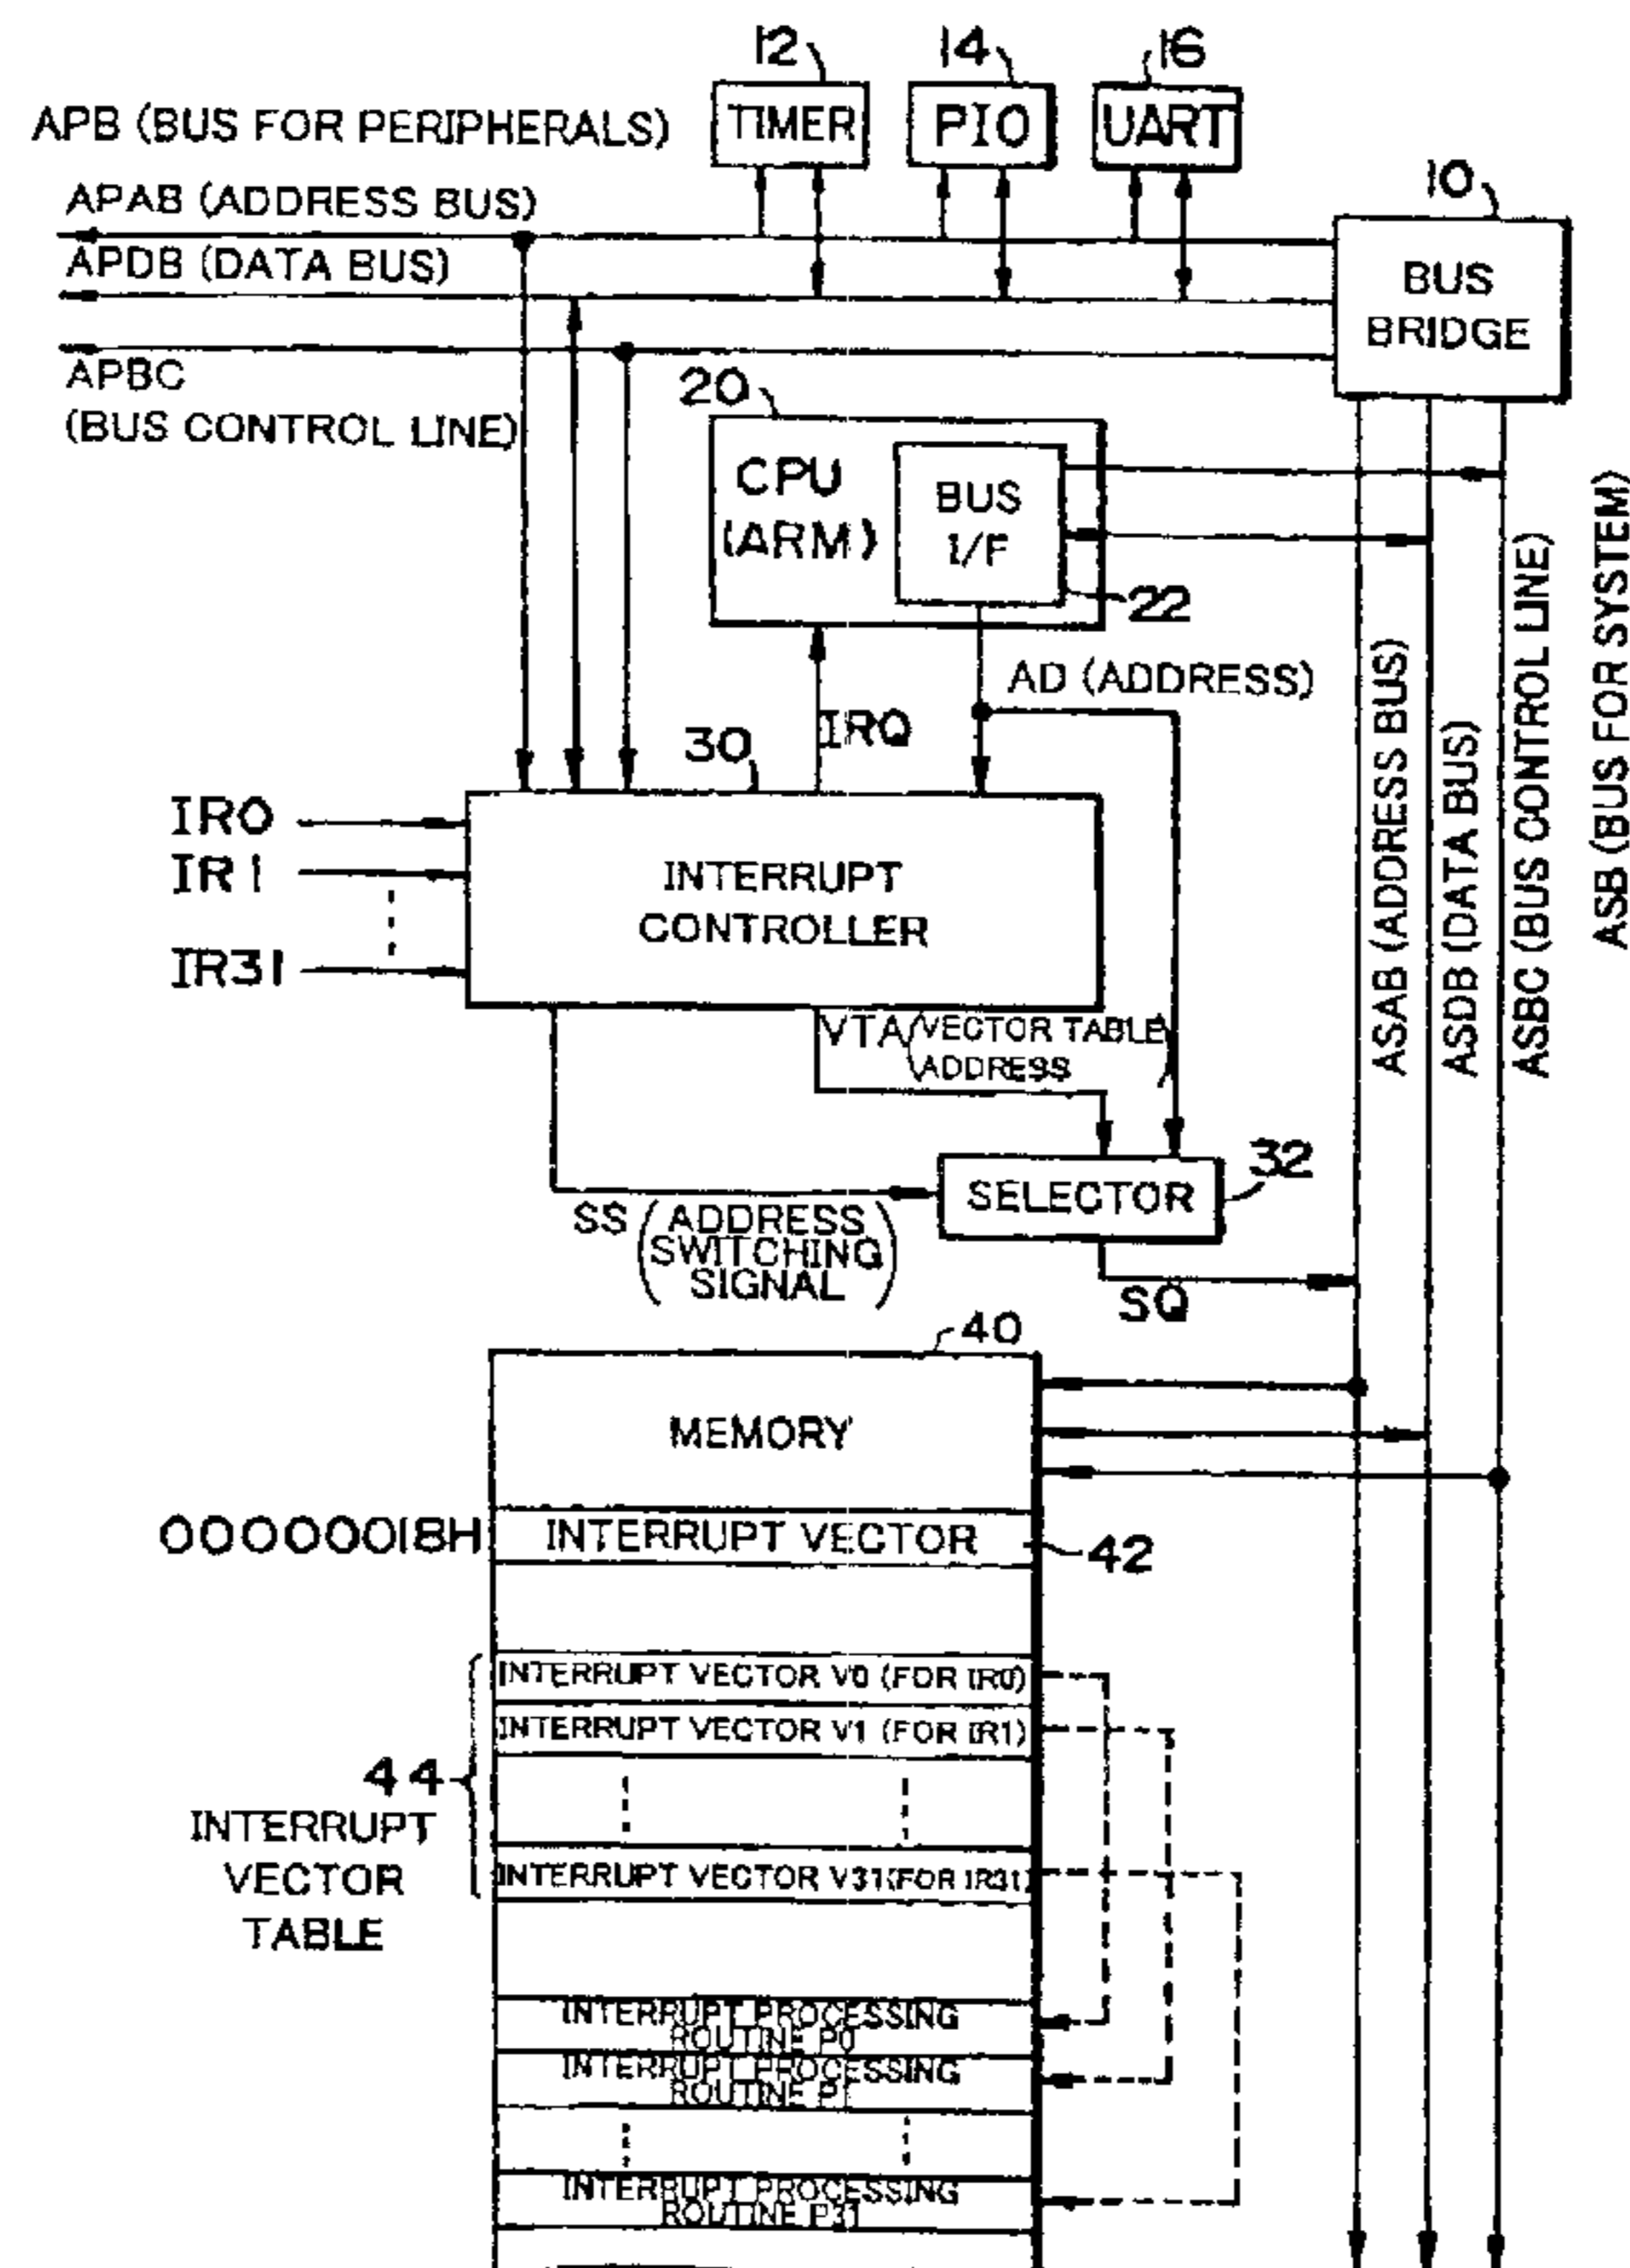 12
14
16
APB (BUS FOR PERIPHERALS)
TIMER
PIO
UART
10
APAB (ADDRESS BUS)
APDB (DATA BUS)
BUS
BRIDGE
APBC
(BUS CONTROL LINE)
20
CPU
(ARM)
BUS
I/F
22
AD (ADDRESS)
IRQ
30
IR0
IR1
IR31
INTERRUPT
CONTROLLER
ASAB (ADDRESS BUS)
ASDB (DATA BUS)
ASBC (BUS CONTROL LINE)
ASB (BUS FOR SYSTEM)
VTA (VECTOR TABLE
ADDRESS)
32
SELECTOR
SS (ADDRESS
SWITCHING
SIGNAL)
SQ
40
MEMORY
00000018H
INTERRUPT VECTOR
42
INTERRUPT VECTOR V0 (FOR IR0)
INTERRUPT VECTOR V1 (FOR IR1)
44
INTERRUPT
VECTOR
TABLE
INTERRUPT VECTOR V31(FOR IR31)
INTERRUPT PROCESSING
ROUTINE P0
INTERRUPT PROCESSING
ROUTINE P1
INTERRUPT PROCESSING
ROUTINE P31